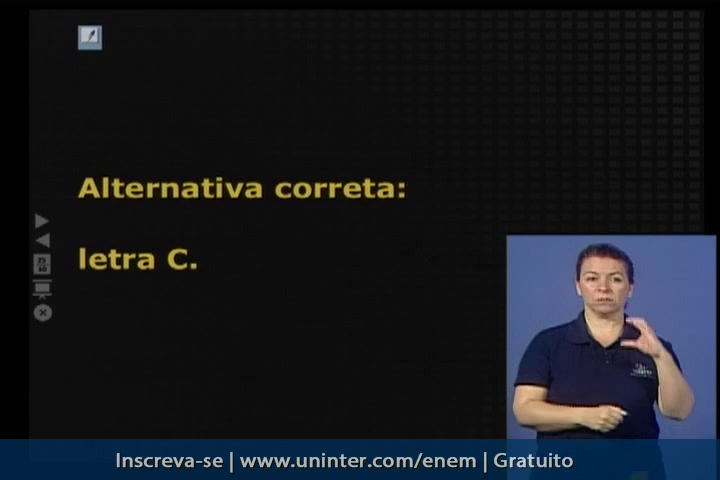 Alternativa correta:
letra C.
Inscreva-se | www.uninter.com/enem | Gratuito